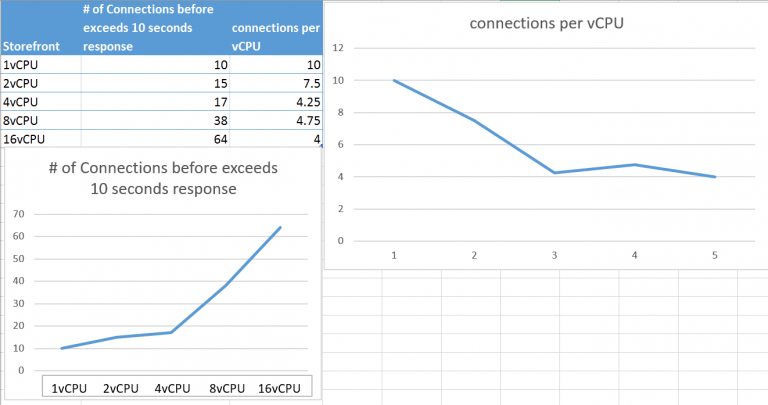 Storefront # of Connections before exceeds 10 seconds response connections per vCPU
1vCPU 10 10
2vCPU 15 7.5
4vCPU 17 4.25
8vCPU 38 4.75
16vCPU 64 4
# of Connections before exceeds
10 seconds response
70
60
50
40
30
20
10
0
1vCPU 2vCPU 4vCPU 8vCPU 16vCPU
connections per vCPU
12
10
8
6
4
2
0
1 2 3 4 5